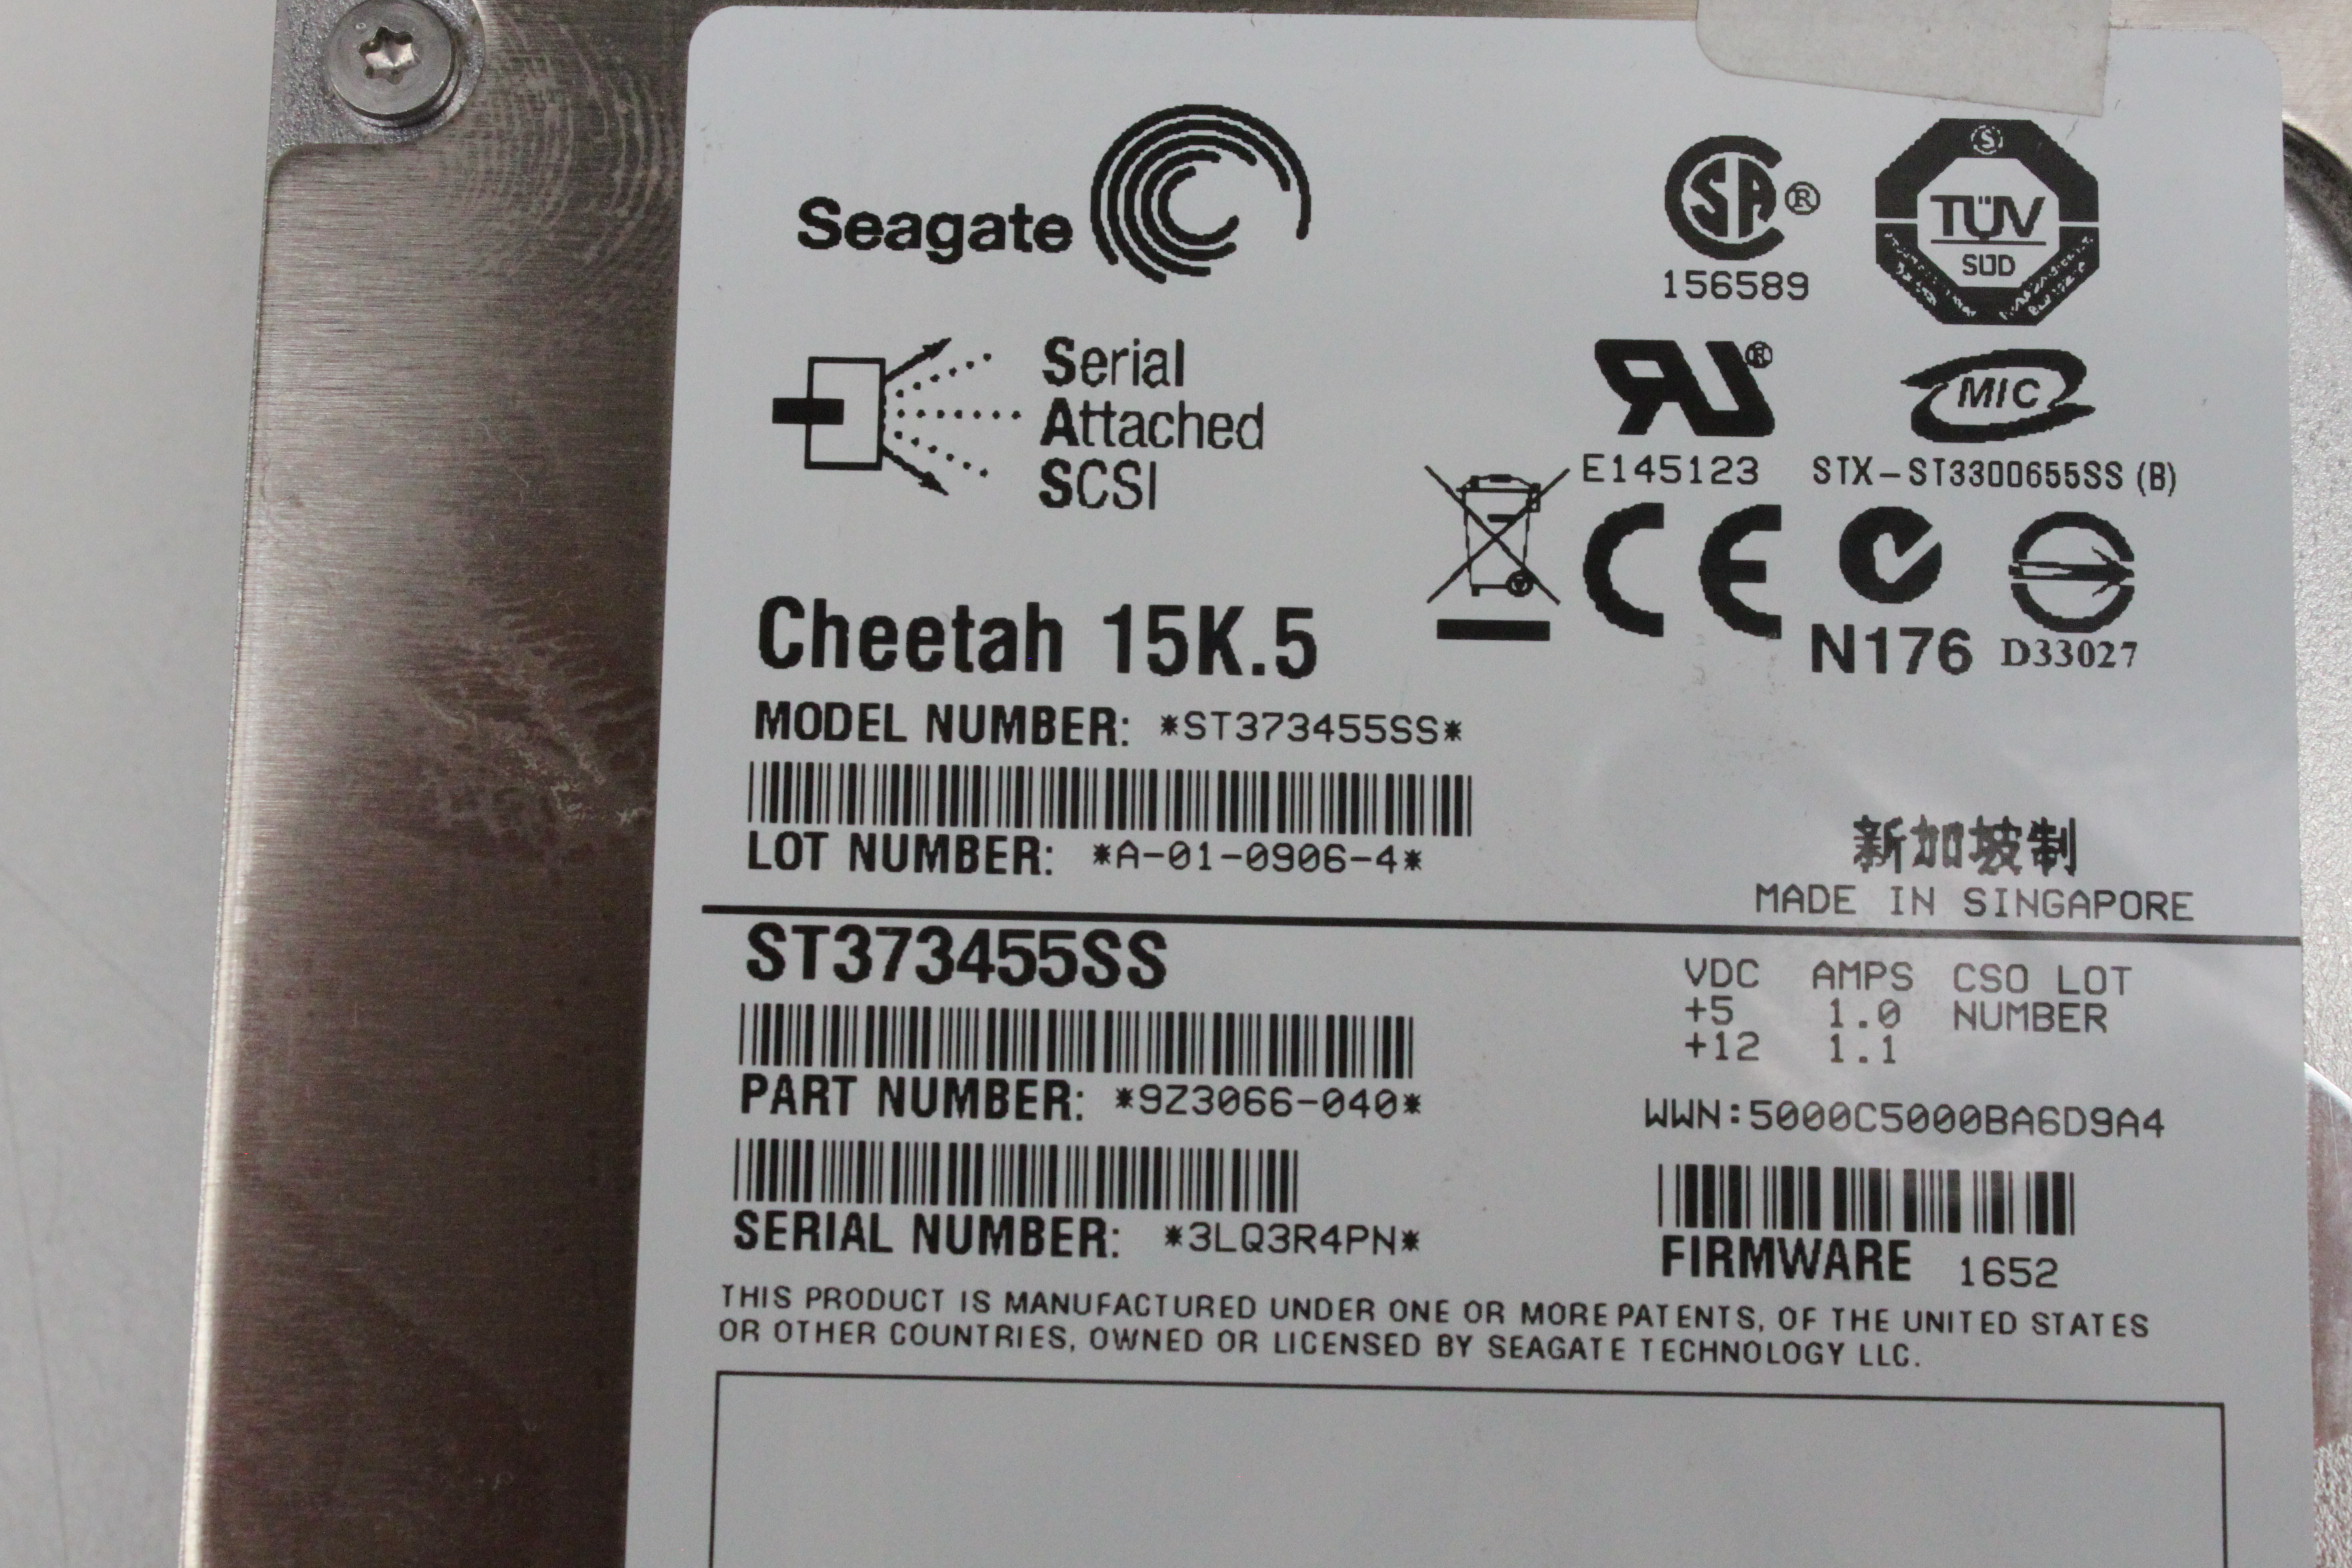 Seagate
SA ®
156589
S
TÜV
SÜD
Serial
Attached
SCSI
®
E145123
MIC
STX-ST3300655SS (B)
CE
N176
D33027
Cheetah 15K.5
MODEL NUMBER: *ST373455SS*
LOT NUMBER: *A-01-0906-4*
新加坡制
MADE IN SINGAPORE
ST373455SS
PART NUMBER: *9Z3066-040*
SERIAL NUMBER: *3LQ3R4PN*
VDC AMPS CSO LOT
+5 1.0 NUMBER
+12 1.1
WWN:5000C5000BA6D9A4
FIRMWARE 1652
THIS PRODUCT IS MANUFACTURED UNDER ONE OR MORE PATENTS, OF THE UNITED STATES
OR OTHER COUNTRIES, OWNED OR LICENSED BY SEAGATE TECHNOLOGY LLC.